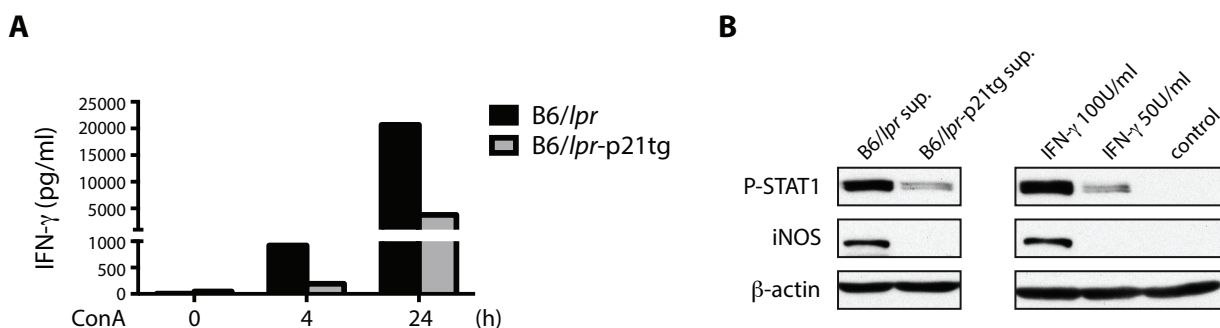 A
IFN-γ (pg/ml)
25000
20000
15000
10000
5000
1000
500
0
ConA 0 4 24 (h)
B6/lpr
B6/lpr-p21tg
B
B6/lpr sup.
B6/lpr-p21tg sup.
IFN-γ 100U/ml
IFN-γ 50U/ml
control
P-STAT1
iNOS
β-actin